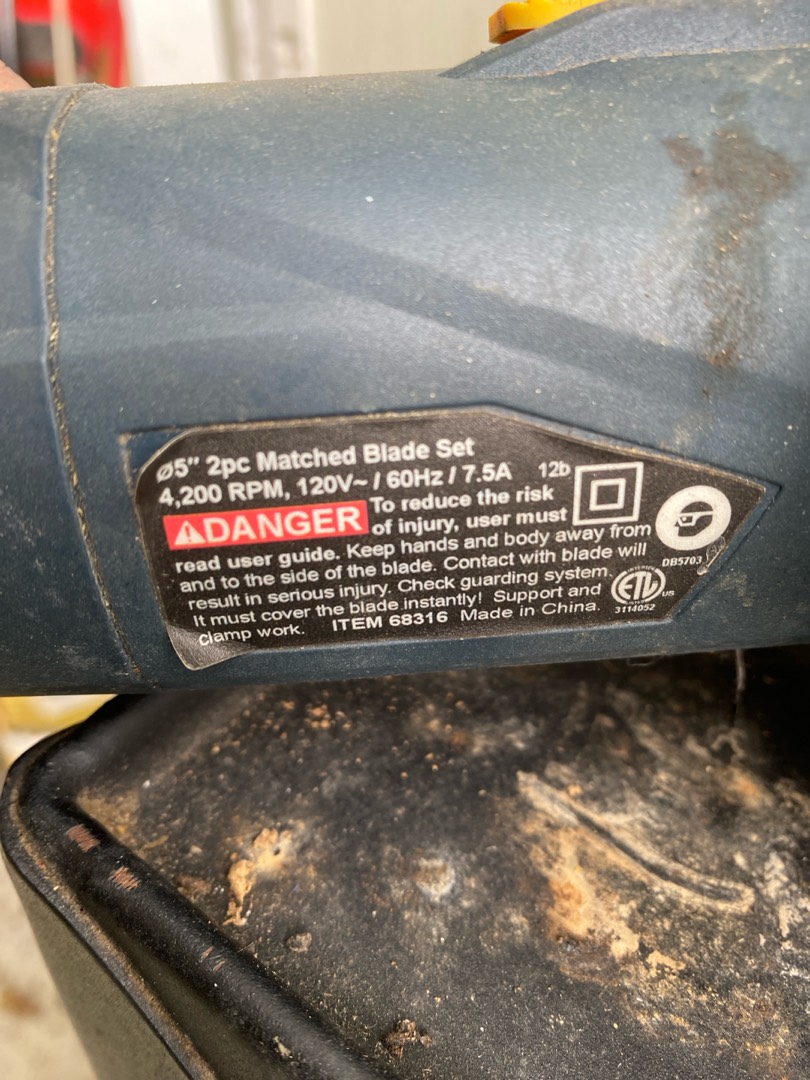 Ø5" 2pc Matched Blade Set
4,200 RPM, 120V~ / 60Hz / 7.5A 12b
DANGER To reduce the risk
of injury, user must
read user guide. Keep hands and body away from
and to the side of the blade. Contact with blade will
result in serious injury. Check guarding system.
It must cover the blade instantly! Support and
clamp work. ITEM 68316 Made in China.
DB5703
ETL US
3114052